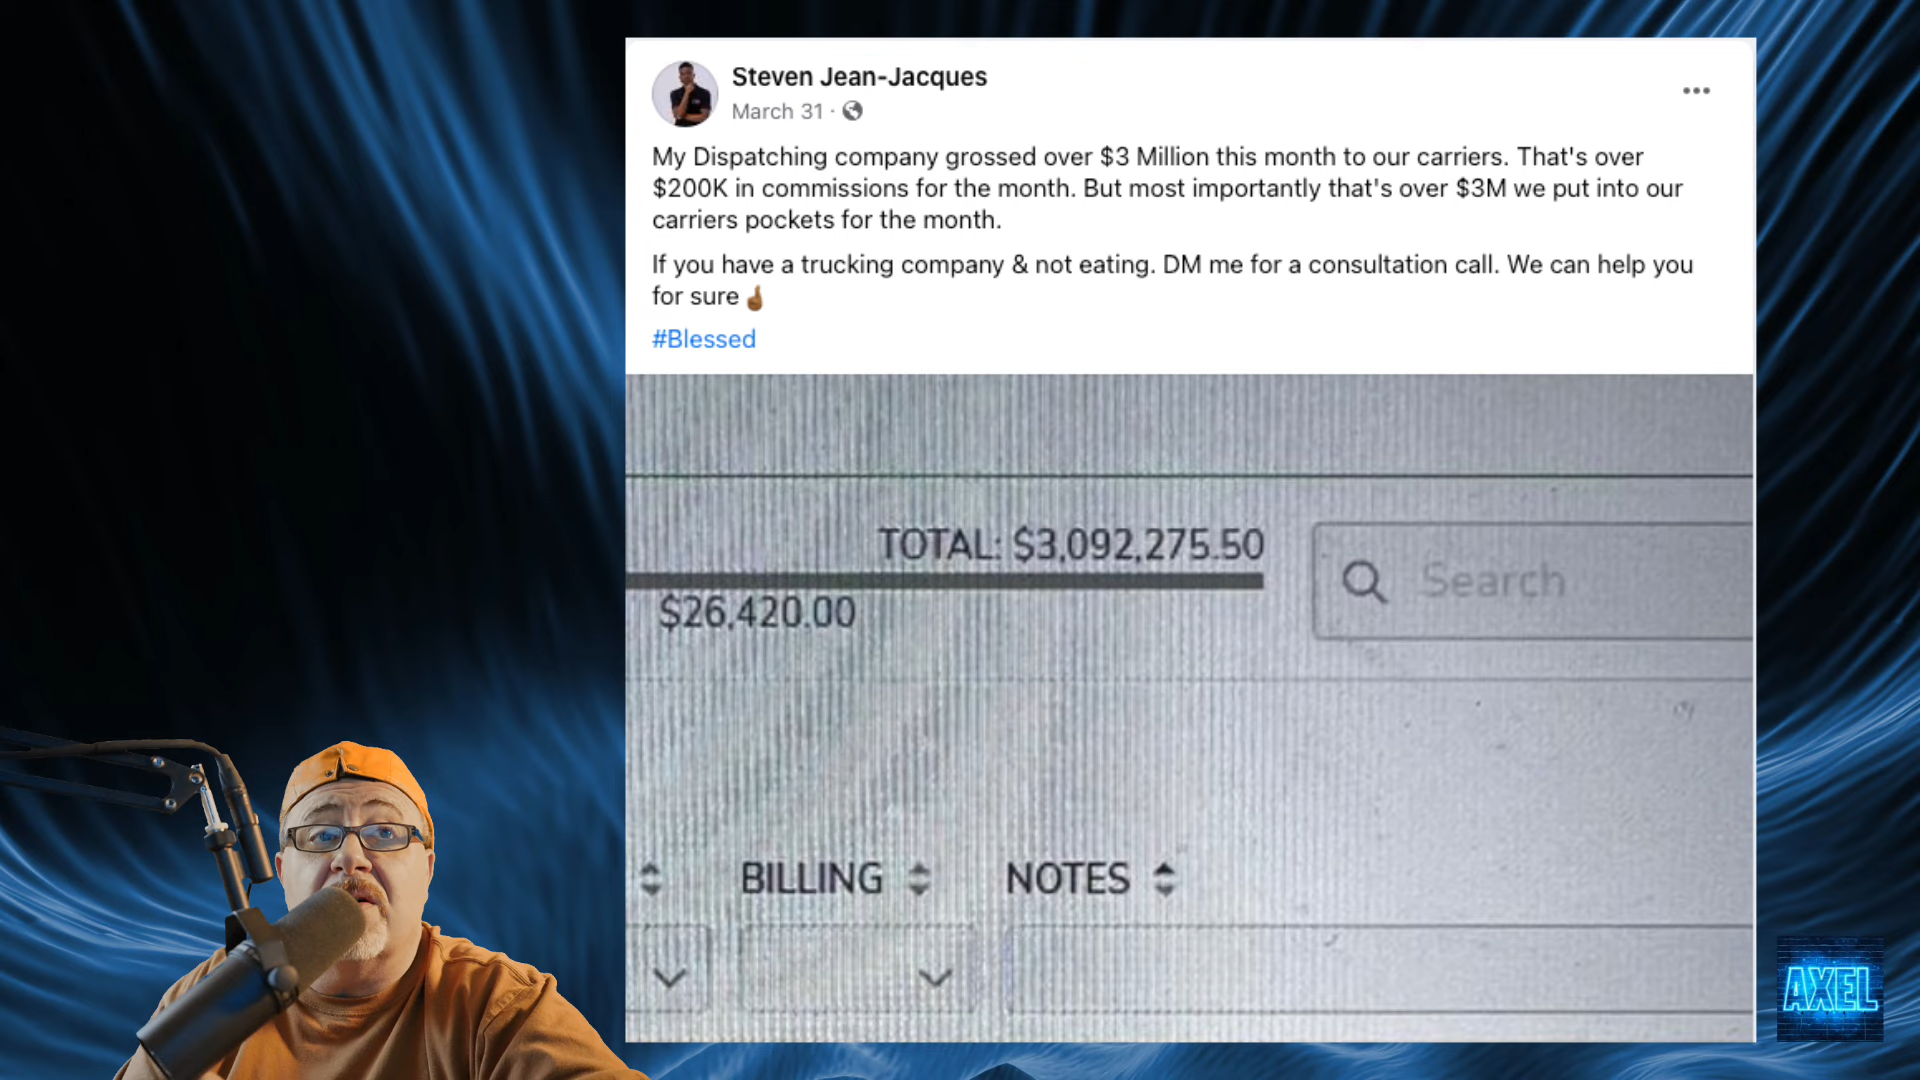 Steven Jean-Jacques
March 31 ·
My Dispatching company grossed over $3 Million this month to our carriers. That's over
$200K in commissions for the month. But most importantly that's over $3M we put into our
carriers pockets for the month.
If you have a trucking company & not eating. DM me for a consultation call. We can help you
for sure
#Blessed
TOTAL: $3,092,275.50
Search
$26,420.00
BILLING
NOTES
AXEL